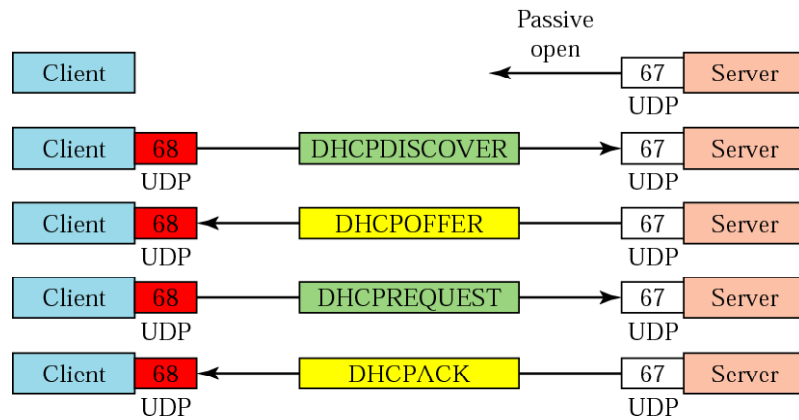 Passive
open
Client 67 Server
UDP
Client 68 DHCPDISCOVER 67 Server
UDP UDP
Client 68 DHCPOFFER 67 Server
UDP UDP
Client 68 DHCPREQUEST 67 Server
UDP UDP
Client 68 DHCPΛCK 67 Server
UDP UDP